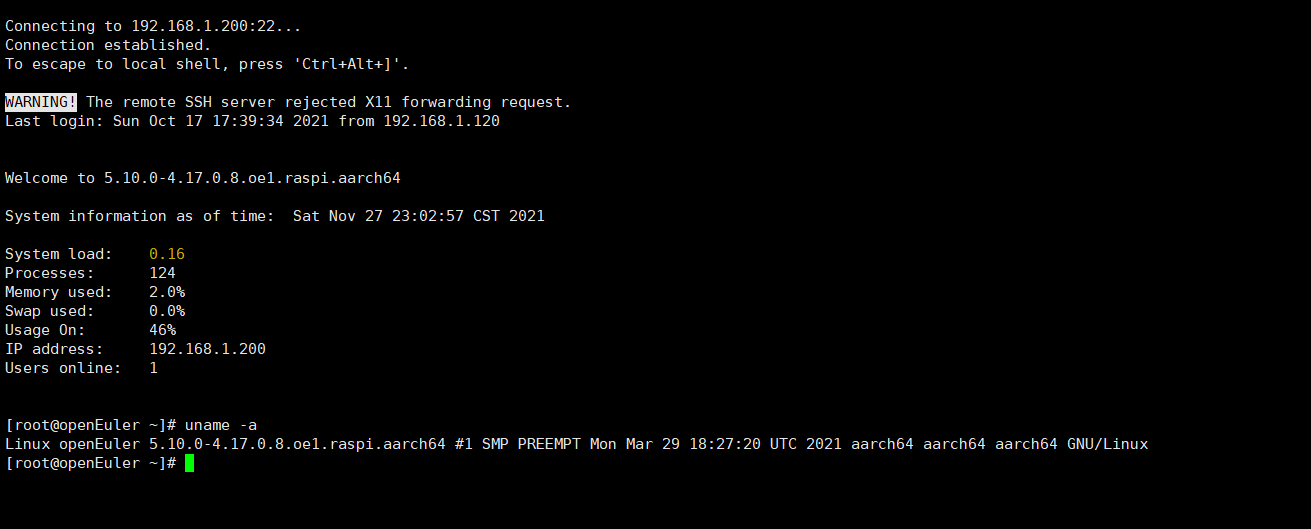 Connecting to 192.168.1.200:22...
Connection established.
To escape to local shell, press 'Ctrl+Alt+]'.
WARNING! The remote SSH server rejected X11 forwarding request.
Last login: Sun Oct 17 17:39:34 2021 from 192.168.1.120
Welcome to 5.10.0-4.17.0.8.oe1.raspi.aarch64
System information as of time:  Sat Nov 27 23:02:57 CST 2021
System load:    0.16
Processes:      124
Memory used:    2.0%
Swap used:      0.0%
Usage On:       46%
IP address:     192.168.1.200
Users online:   1
[root@openEuler ~]# uname -a
Linux openEuler 5.10.0-4.17.0.8.oe1.raspi.aarch64 #1 SMP PREEMPT Mon Mar 29 18:27:20 UTC 2021 aarch64 aarch64 aarch64 GNU/Linux
[root@openEuler ~]#